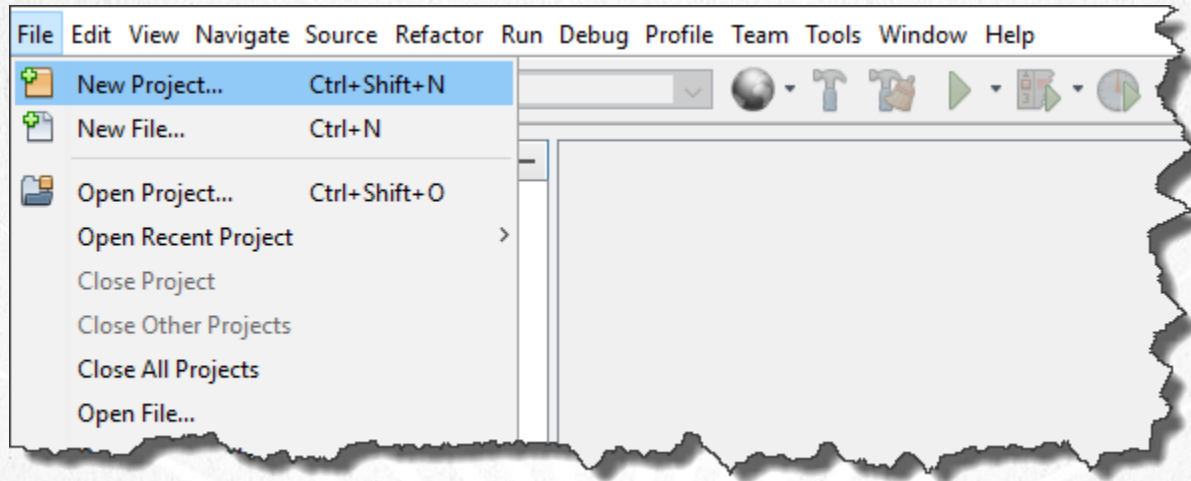 File Edit View Navigate Source Refactor Run Debug Profile Team Tools Window Help
New Project... Ctrl+Shift+N
New File... Ctrl+N
Open Project... Ctrl+Shift+O
Open Recent Project
Close Project
Close Other Projects
Close All Projects
Open File...